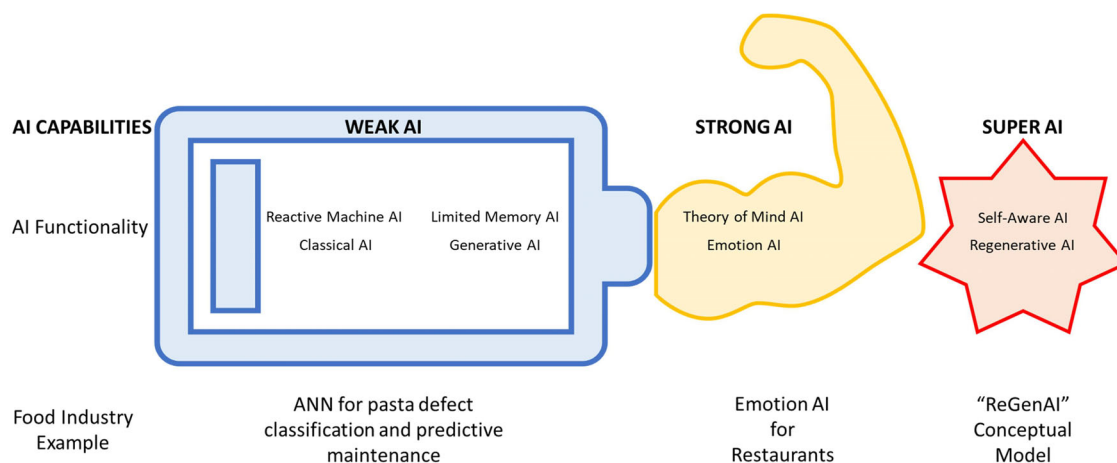 AI CAPABILITIES
WEAK AI
STRONG AI
SUPER AI
AI Functionality
Reactive Machine AI
Classical AI
Limited Memory AI
Generative AI
Theory of Mind AI
Emotion AI
Self-Aware AI
Regenerative AI
Food Industry
Example
ANN for pasta defect
classification and predictive
maintenance
Emotion AI
for
Restaurants
“ReGenAI”
Conceptual
Model